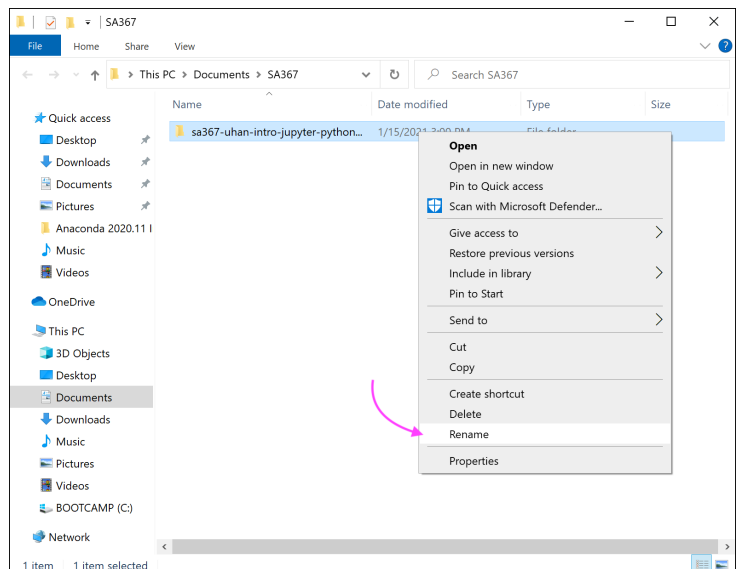 SA367
File Home Share View
This PC > Documents > SA367
Search SA367
Name Date modified Type Size
Quick access
Desktop
Downloads
Documents
Pictures
Anaconda 2020.11
Music
Videos
OneDrive
This PC
3D Objects
Desktop
Documents
Downloads
Music
Pictures
Videos
BOOTCAMP (C:)
Network
sa367-uhan-intro-jupyter-python... 1/15/2021 3:00 PM File folder
Open
Open in new window
Pin to Quick access
Scan with Microsoft Defender...
Give access to
Restore previous versions
Include in library
Pin to Start
Send to
Cut
Copy
Create shortcut
Delete
Rename
Properties
1 item 1 item selected